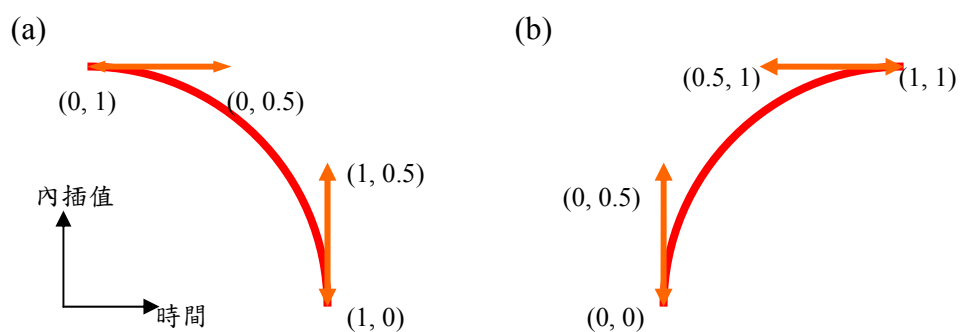 (a)
(0, 1)
(0, 0.5)
(1, 0.5)
(1, 0)
內插值
時間
(b)
(0.5, 1)
(1, 1)
(0, 0.5)
(0, 0)